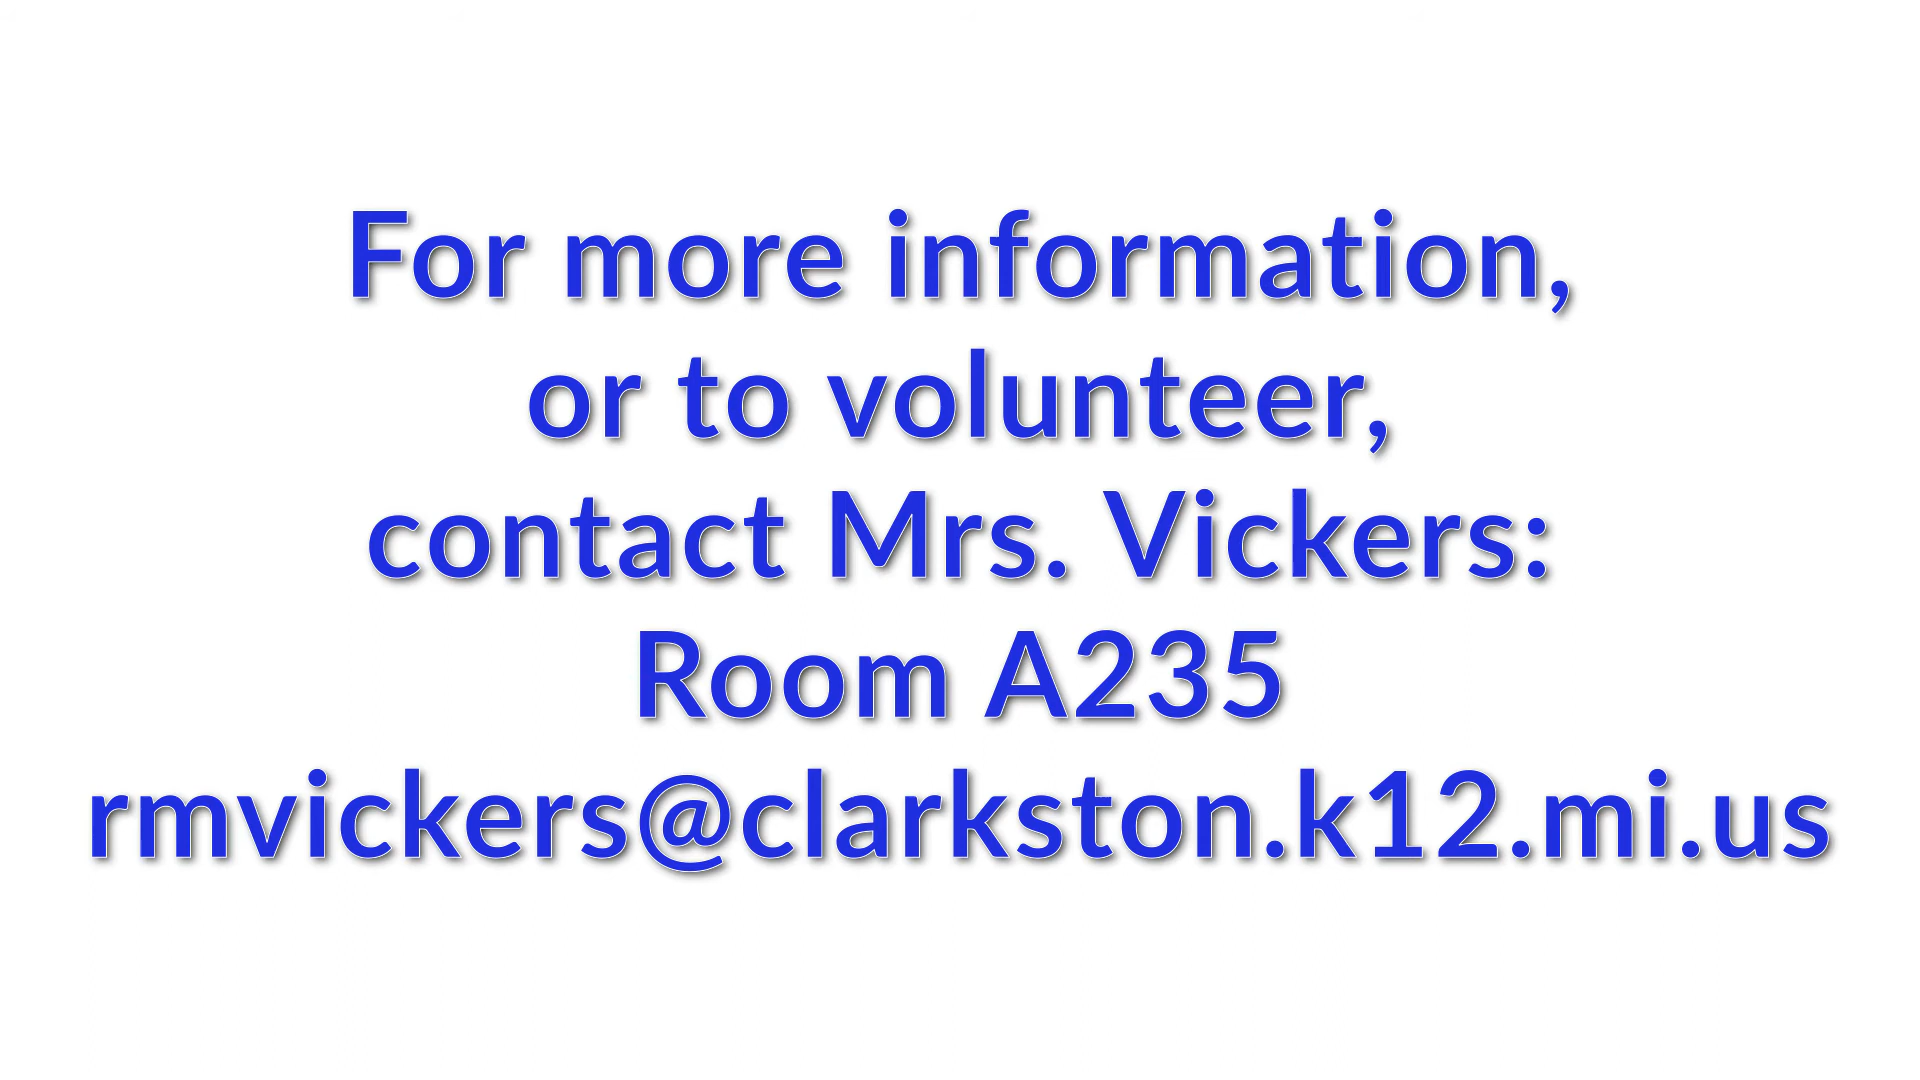 For more information,
or to volunteer,
contact Mrs. Vickers:
Room A235
rmvickers@clarkston.k12.mi.us